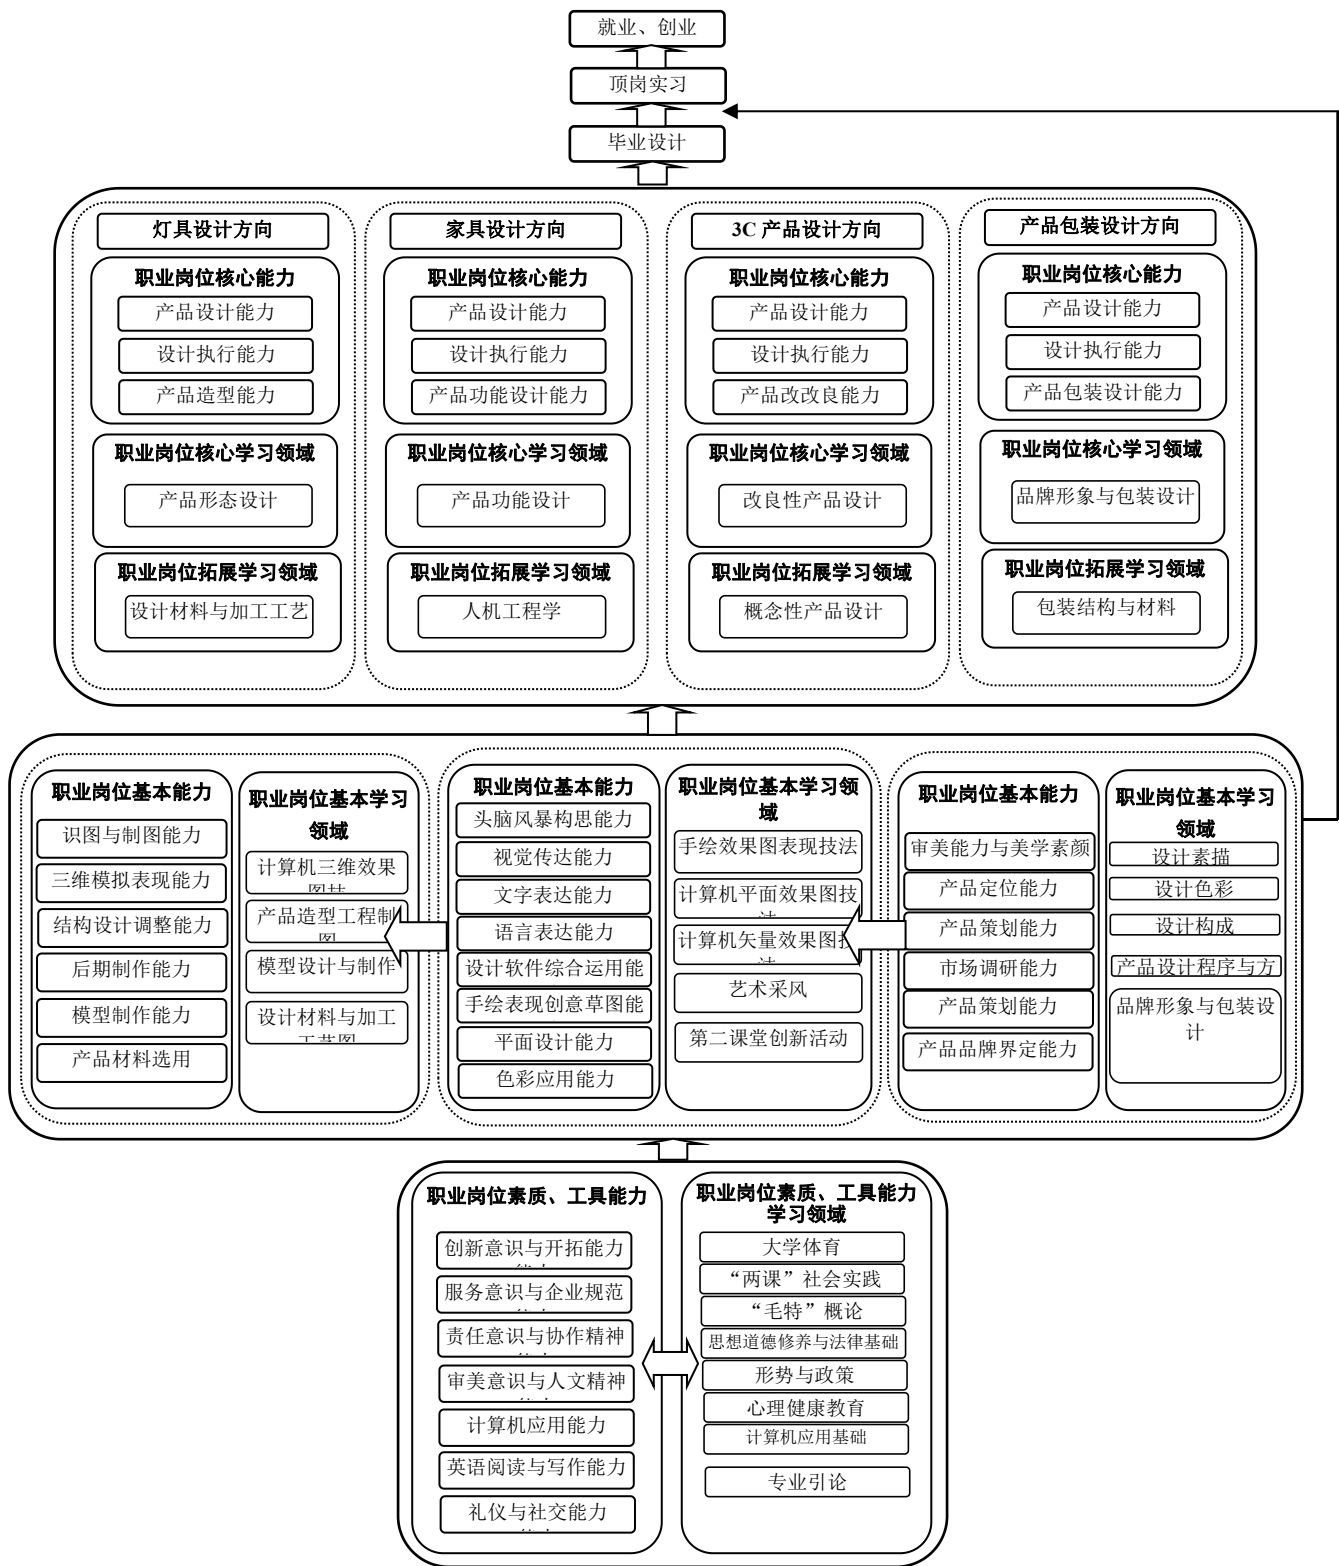 就业、创业
顶岗实习
毕业设计
灯具设计方向
职业岗位核心能力
产品设计能力
设计执行能力
产品造型能力
职业岗位核心学习领域
产品形态设计
职业岗位拓展学习领域
设计材料与加工工艺
家具设计方向
职业岗位核心能力
产品设计能力
设计执行能力
产品功能设计能力
职业岗位核心学习领域
产品功能设计
职业岗位拓展学习领域
人机工程学
3C 产品设计方向
职业岗位核心能力
产品设计能力
设计执行能力
产品改改良能力
职业岗位核心学习领域
改良性产品设计
职业岗位拓展学习领域
概念性产品设计
产品包装设计方向
职业岗位核心能力
产品设计能力
设计执行能力
产品包装设计能力
职业岗位核心学习领域
品牌形象与包装设计
职业岗位拓展学习领域
包装结构与材料
职业岗位基本能力
识图与制图能力
三维模拟表现能力
结构设计调整能力
后期制作能力
模型制作能力
产品材料选用
职业岗位基本学习
领域
计算机三维效果
图技
产品造型工程制
图
模型设计与制作
设计材料与加工
工艺图
职业岗位基本能力
头脑风暴构思能力
视觉传达能力
文字表达能力
语言表达能力
设计软件综合运用能
手绘表现创意草图能
平面设计能力
色彩应用能力
职业岗位基本学习领
域
手绘效果图表现技法
计算机平面效果图技
法
计算机矢量效果图技
法
艺术采风
第二课堂创新活动
职业岗位基本能力
审美能力与美学素颜
产品定位能力
产品策划能力
市场调研能力
产品策划能力
产品品牌界定能力
职业岗位基本学习
领域
设计素描
设计色彩
设计构成
产品设计程序与方
品牌形象与包装设
计
职业岗位素质、工具能力
创新意识与开拓能力
服务意识与企业规范
责任意识与协作精神
审美意识与人文精神
计算机应用能力
英语阅读与写作能力
礼仪与社交能力
职业岗位素质、工具能力
学习领域
大学体育
“两课”社会实践
“毛特”概论
思想道德修养与法律基础
形势与政策
心理健康教育
计算机应用基础
专业引论